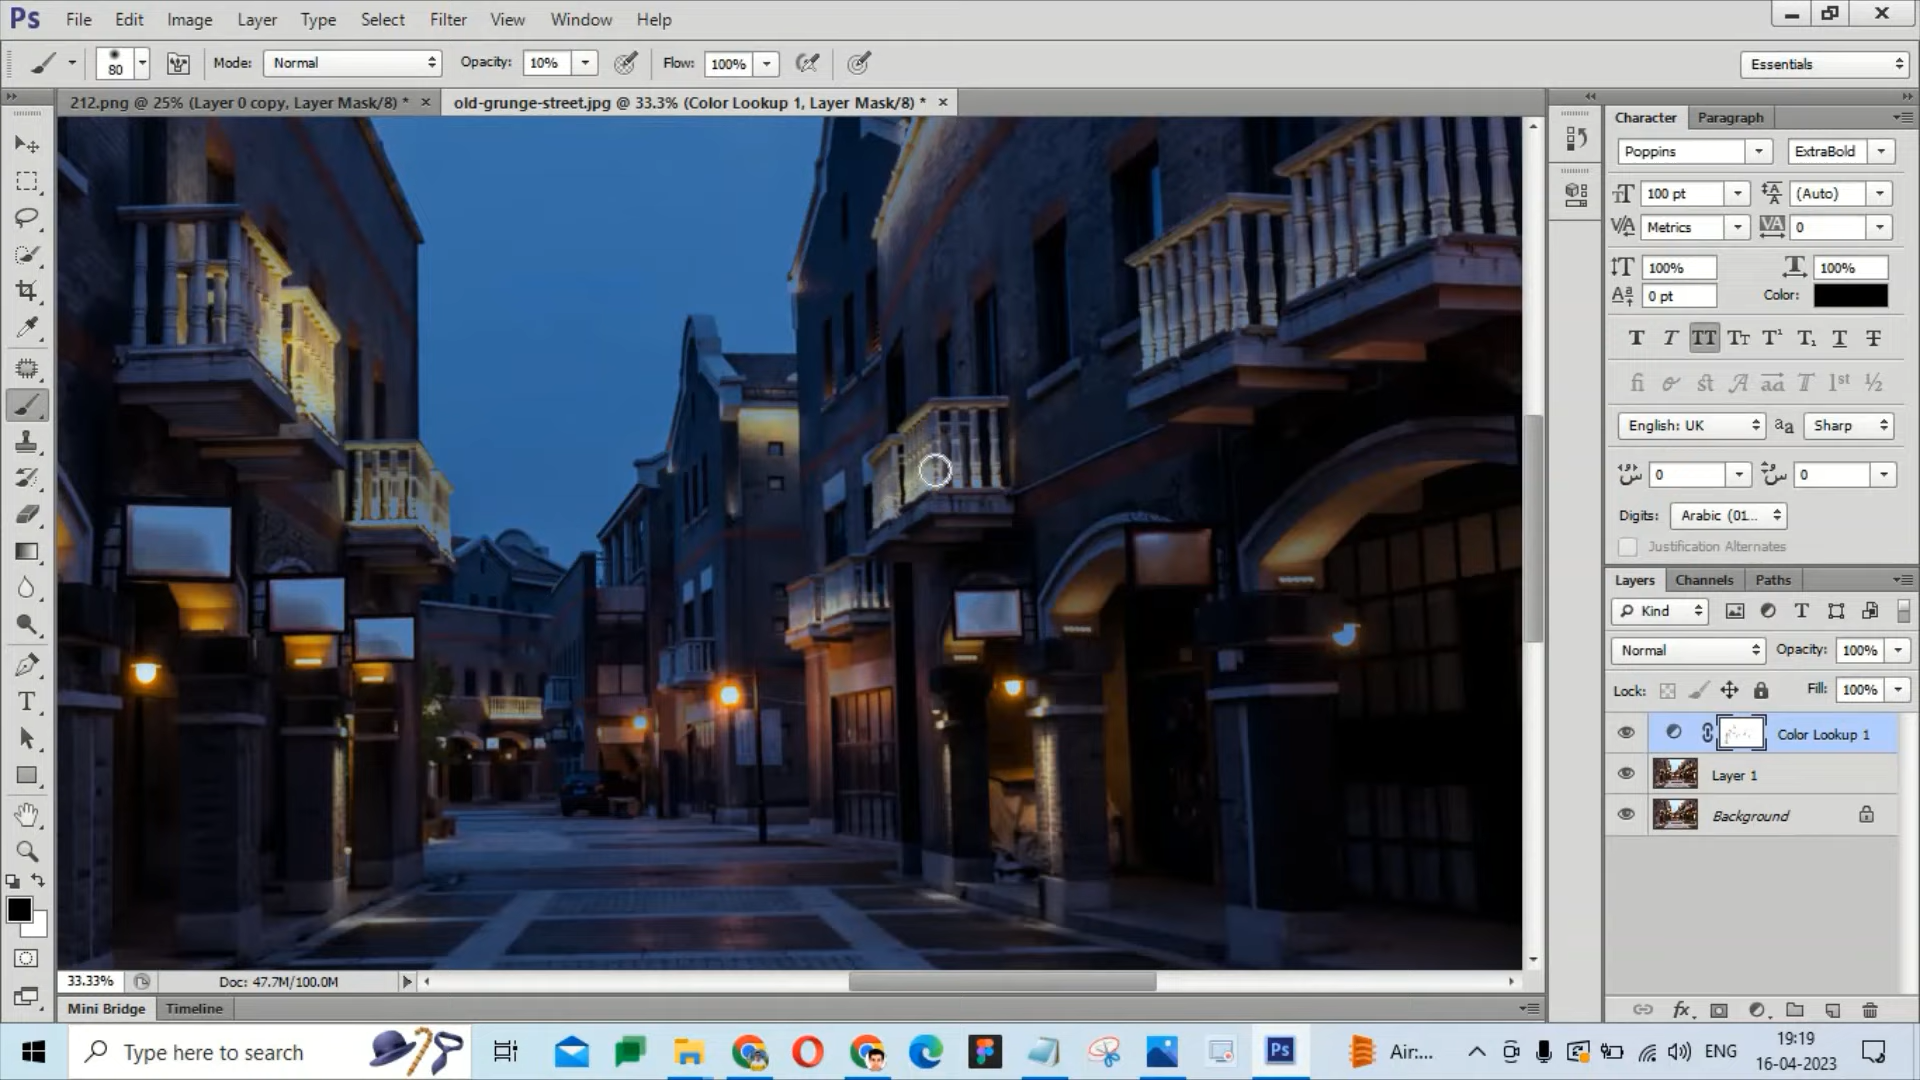 Ps File Edit Image Layer Type Select Filter View Window Help
80 Mode: Normal Opacity: 10% Flow: 100% Essentials
212.png @ 25% (Layer 0 copy, Layer Mask/8) * × old-grunge-street.jpg @ 33.3% (Color Lookup 1, Layer Mask/8) * ×
Character Paragraph
Poppins ExtraBold
100 pt (Auto)
Metrics 0
100% 100%
0 pt Color:
English: UK Sharp
0 0
Digits: Arabic (01...
Justification Alternates
Layers Channels Paths
Kind
Normal Opacity: 100%
Lock: Fill: 100%
Color Lookup 1
Layer 1
Background
33.33% Doc: 47.7M/100.0M
Mini Bridge Timeline
Type here to search Ps Air:... ENG 19:19
16-04-2023